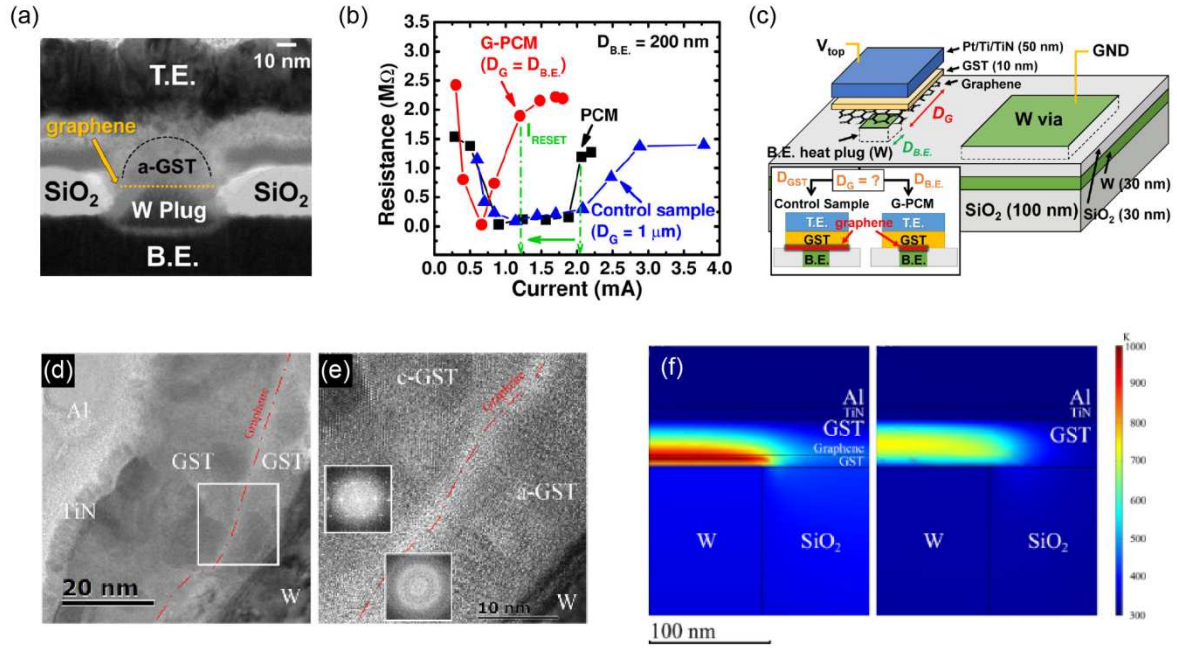 (a)
10 nm
T.E.
graphene
a-GST
SiO2
SiO2
W Plug
B.E.
(b)
Resistance (MΩ)
3.5
3.0
2.5
2.0
1.5
1.0
0.5
0.0
G-PCM
(DG = DB.E.)
DB.E. = 200 nm
IRESET
PCM
Control sample
(DG = 1 μm)
0.0 0.5 1.0 1.5 2.0 2.5 3.0 3.5 4.0
Current (mA)
(c)
Vtop
Pt/Ti/TiN (50 nm)
GST (10 nm)
Graphene
GND
DG
W via
B.E. heat plug (W)
DB.E.
DGST
DG = ?
DB.E.
Control Sample
G-PCM
T.E.
graphene
T.E.
GST
GST
B.E.
B.E.
W (30 nm)
SiO2 (30 nm)
SiO2 (100 nm)
(d)
Al
Graphene
GST
GST
TiN
W
20 nm
(e)
c-GST
Graphene
a-GST
10 nm
W
(f)
Al
TiN
GST
Graphene
GST
W
SiO2
100 nm
Al
TiN
GST
W
SiO2
K
1000
900
800
700
600
500
400
300